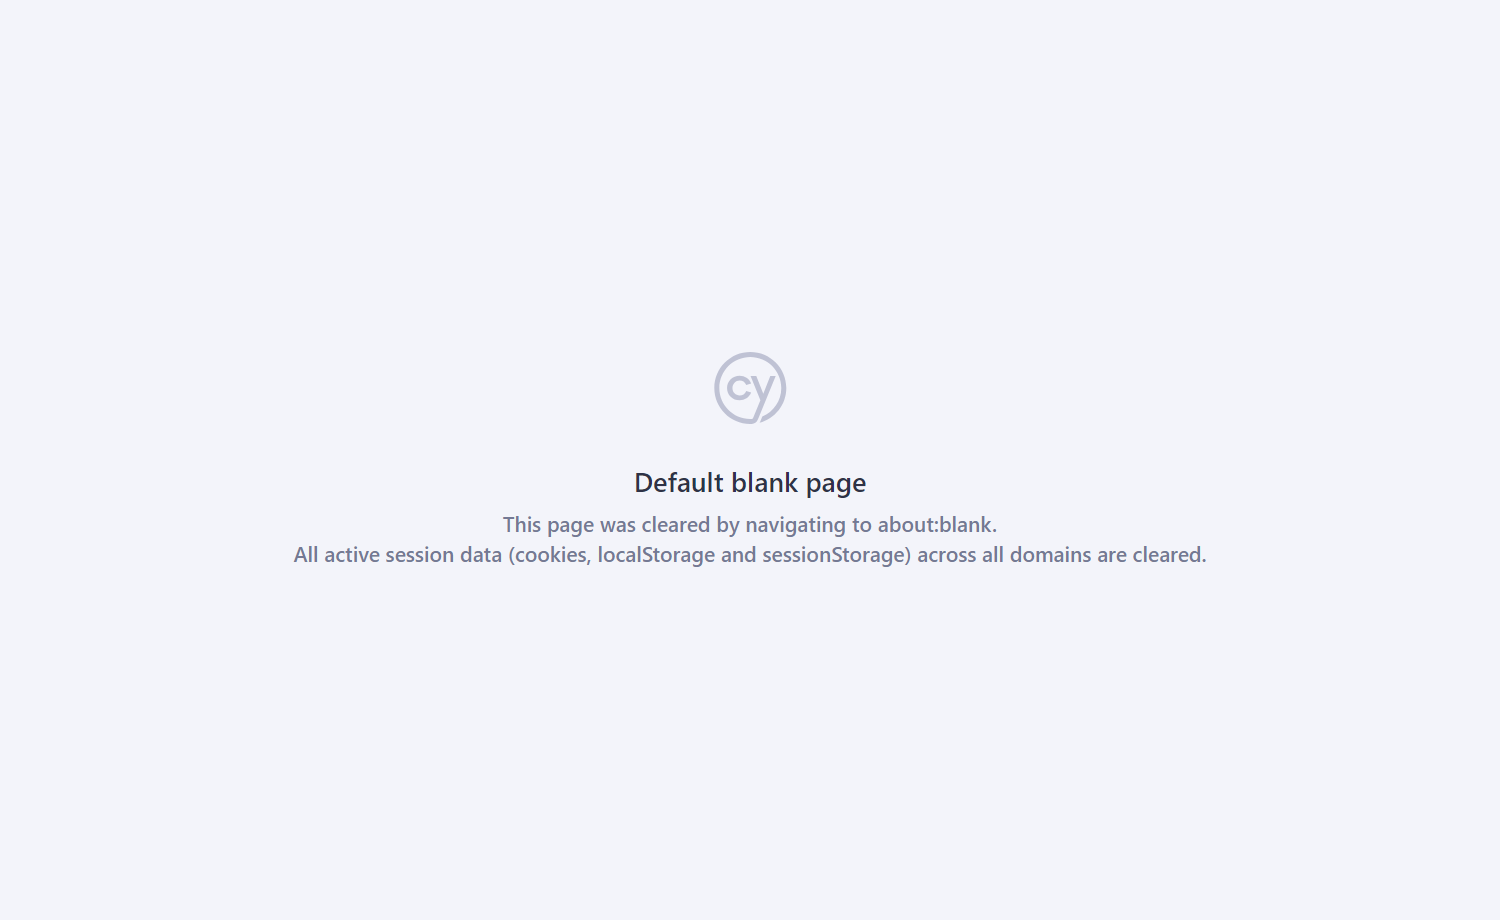 cy
Default blank page
This page was cleared by navigating to about:blank.
All active session data (cookies, localStorage and sessionStorage) across all domains are cleared.